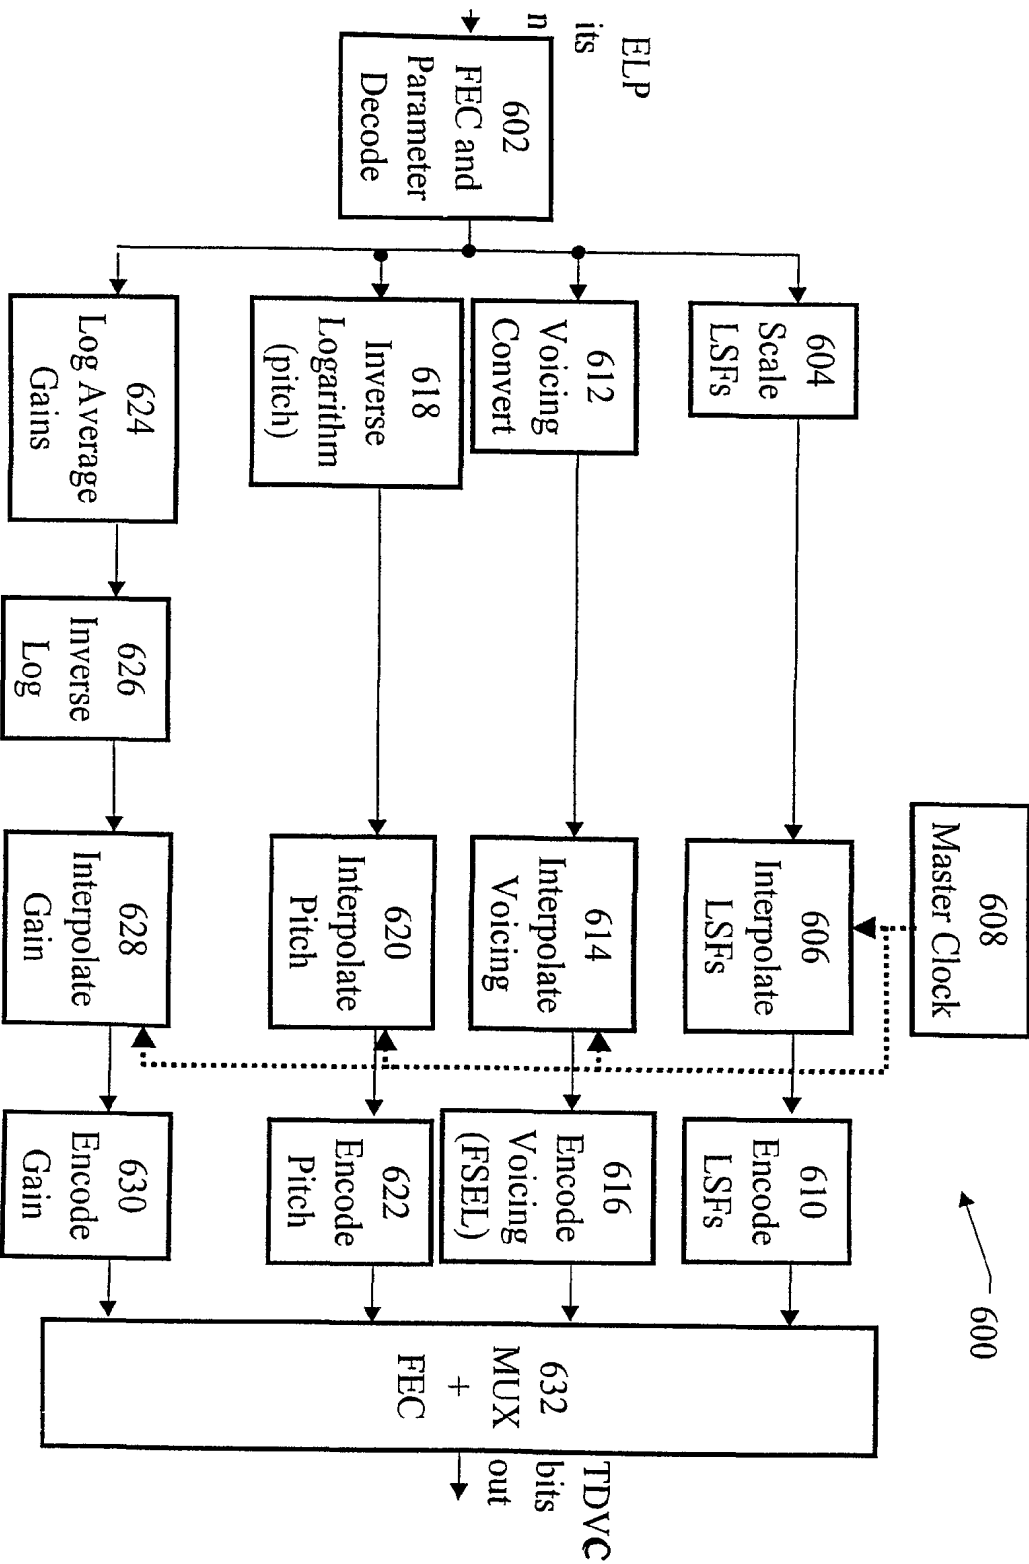 600
608
Master Clock
ELP
its
n
602
FEC and
Parameter
Decode
604
Scale
LSFs
606
Interpolate
LSFs
610
Encode
LSFs
612
Voicing
Convert
614
Interpolate
Voicing
616
Encode
Voicing
(FSEL)
618
Inverse
Logarithm
(pitch)
620
Interpolate
Pitch
622
Encode
Pitch
624
Log Average
Gains
626
Inverse
Log
628
Interpolate
Gain
630
Encode
Gain
632
MUX
+
FEC
TDVC
bits
out